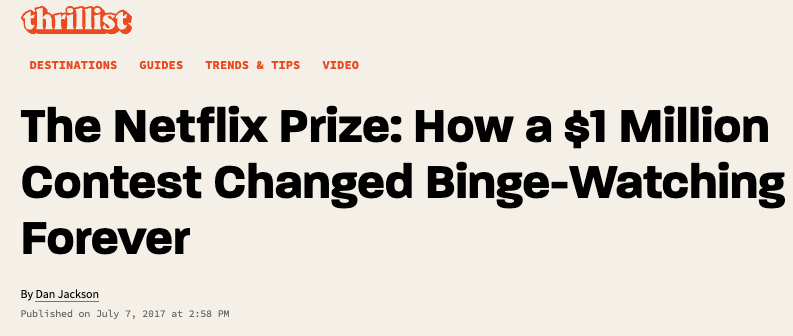 thrillist
DESTINATIONS GUIDES TRENDS & TIPS VIDEO
The Netflix Prize: How a $1 Million
Contest Changed Binge-Watching
Forever
By Dan Jackson
Published on July 7, 2017 at 2:58 PM